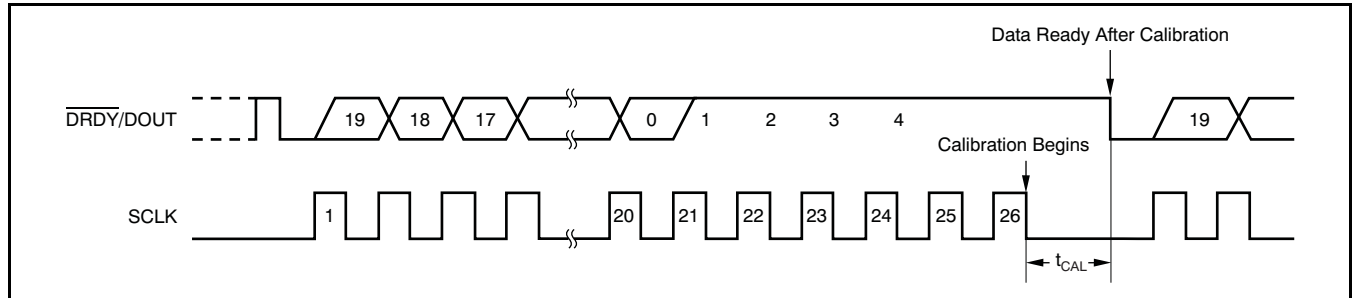 Data Ready After Calibration
DRDY/DOUT
19 18 17 0 1 2 3 4 19
Calibration Begins
SCLK
1 20 21 22 23 24 25 26
tCAL